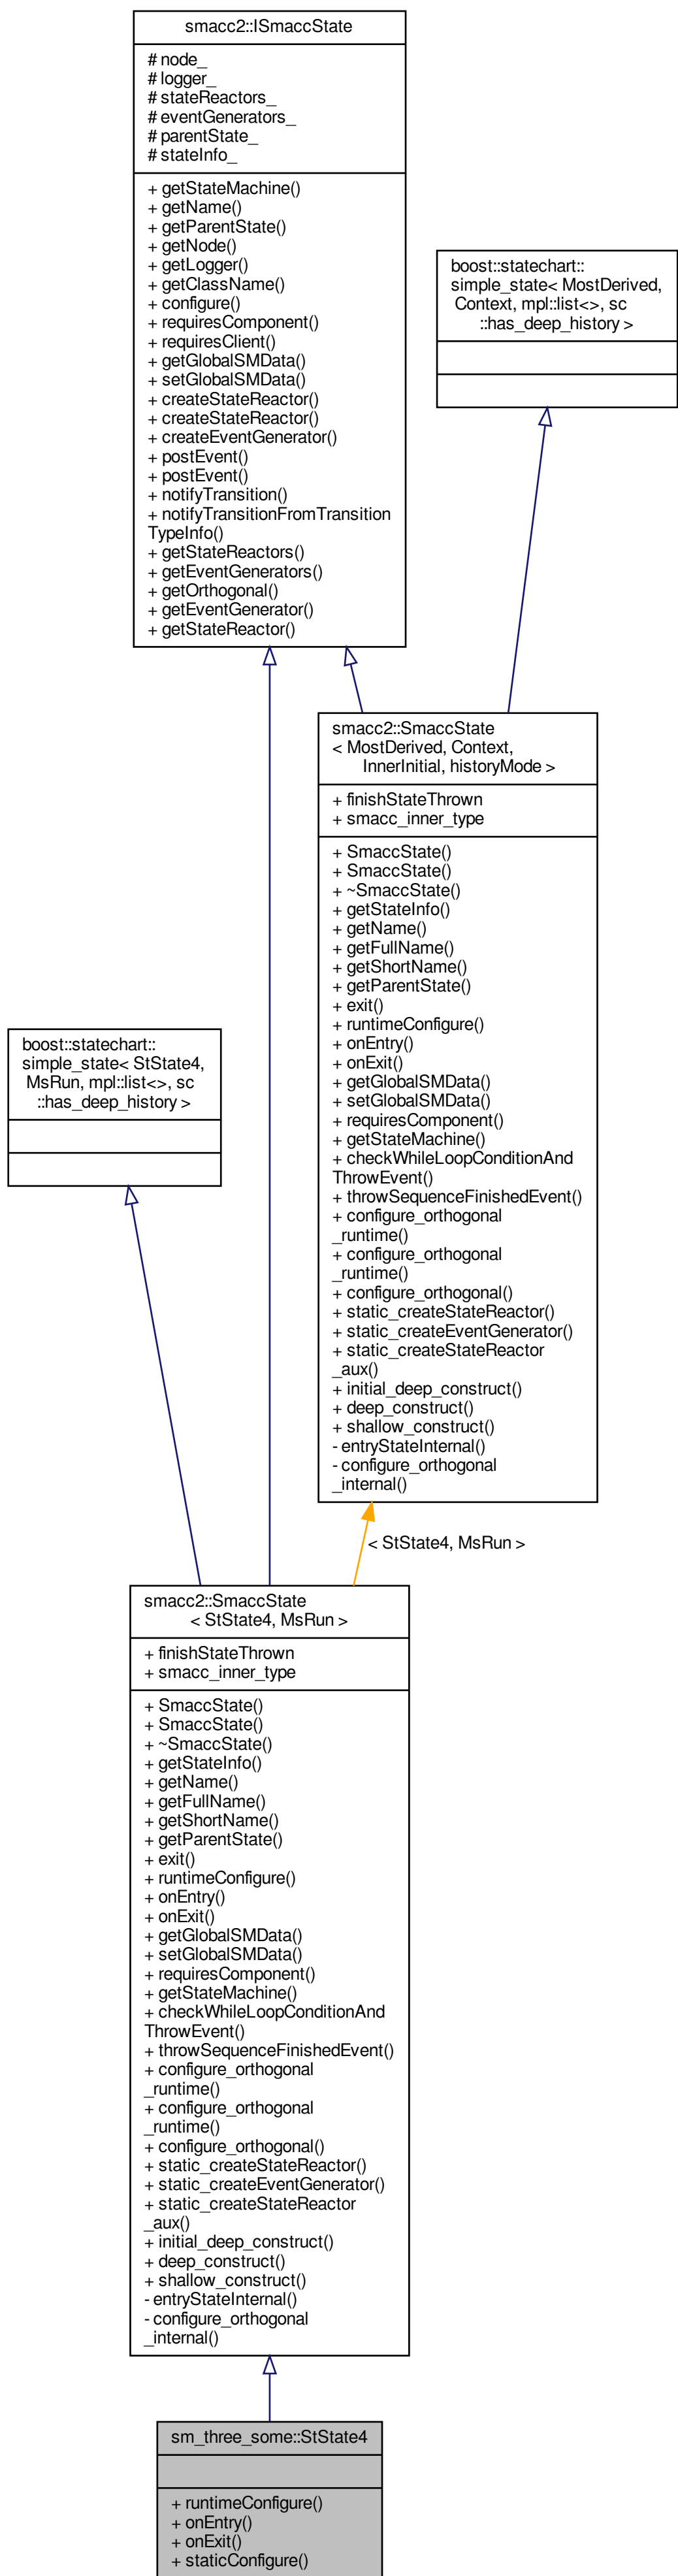 smacc2::ISmaccState
# node_
# logger_
# stateReactors_
# eventGenerators_
# parentState_
# stateInfo_
+ getStateMachine()
+ getName()
+ getParentState()
+ getNode()
+ getLogger()
+ getClassName()
+ configure()
+ requiresComponent()
+ requiresClient()
+ getGlobalSMData()
+ setGlobalSMData()
+ createStateReactor()
+ createStateReactor()
+ createEventGenerator()
+ postEvent()
+ postEvent()
+ notifyTransition()
+ notifyTransitionFromTransition
TypeInfo()
+ getStateReactors()
+ getEventGenerators()
+ getOrthogonal()
+ getEventGenerator()
+ getStateReactor()
boost::statechart::
simple_state< MostDerived,
Context, mpl::list<>, sc
::has_deep_history >
smacc2::SmaccState
< MostDerived, Context,
InnerInitial, historyMode >
+ finishStateThrown
+ smacc_inner_type
+ SmaccState()
+ SmaccState()
+ ~SmaccState()
+ getStateInfo()
+ getName()
+ getFullName()
+ getShortName()
+ getParentState()
+ exit()
+ runtimeConfigure()
+ onEntry()
+ onExit()
+ getGlobalSMData()
+ setGlobalSMData()
+ requiresComponent()
+ getStateMachine()
+ checkWhileLoopConditionAnd
ThrowEvent()
+ throwSequenceFinishedEvent()
+ configure_orthogonal
_runtime()
+ configure_orthogonal
_runtime()
+ configure_orthogonal()
+ static_createStateReactor()
+ static_createEventGenerator()
+ static_createStateReactor
_aux()
+ initial_deep_construct()
+ deep_construct()
+ shallow_construct()
- entryStateInternal()
- configure_orthogonal
_internal()
boost::statechart::
simple_state< StState4,
MsRun, mpl::list<>, sc
::has_deep_history >
< StState4, MsRun >
smacc2::SmaccState
< StState4, MsRun >
+ finishStateThrown
+ smacc_inner_type
+ SmaccState()
+ SmaccState()
+ ~SmaccState()
+ getStateInfo()
+ getName()
+ getFullName()
+ getShortName()
+ getParentState()
+ exit()
+ runtimeConfigure()
+ onEntry()
+ onExit()
+ getGlobalSMData()
+ setGlobalSMData()
+ requiresComponent()
+ getStateMachine()
+ checkWhileLoopConditionAnd
ThrowEvent()
+ throwSequenceFinishedEvent()
+ configure_orthogonal
_runtime()
+ configure_orthogonal
_runtime()
+ configure_orthogonal()
+ static_createStateReactor()
+ static_createEventGenerator()
+ static_createStateReactor
_aux()
+ initial_deep_construct()
+ deep_construct()
+ shallow_construct()
- entryStateInternal()
- configure_orthogonal
_internal()
sm_three_some::StState4
+ runtimeConfigure()
+ onEntry()
+ onExit()
+ staticConfigure()